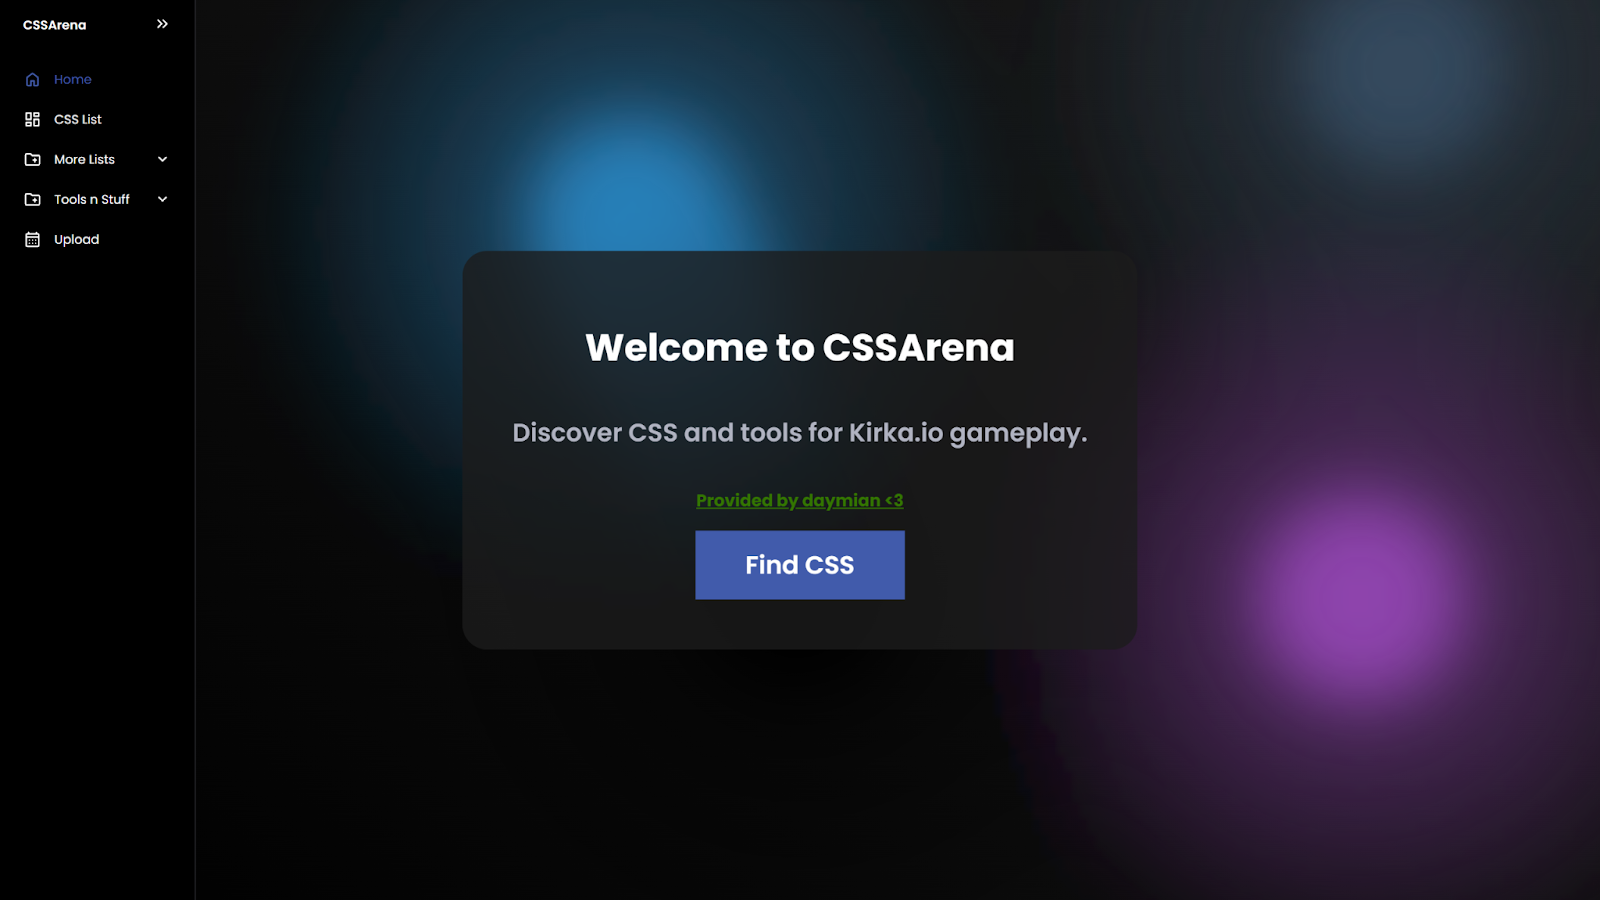 CSSArena
Home
CSS List
More Lists
Tools n Stuff
Upload
Welcome to CSSArena
Discover CSS and tools for Kirka.io gameplay.
Provided by daymian <3
Find CSS